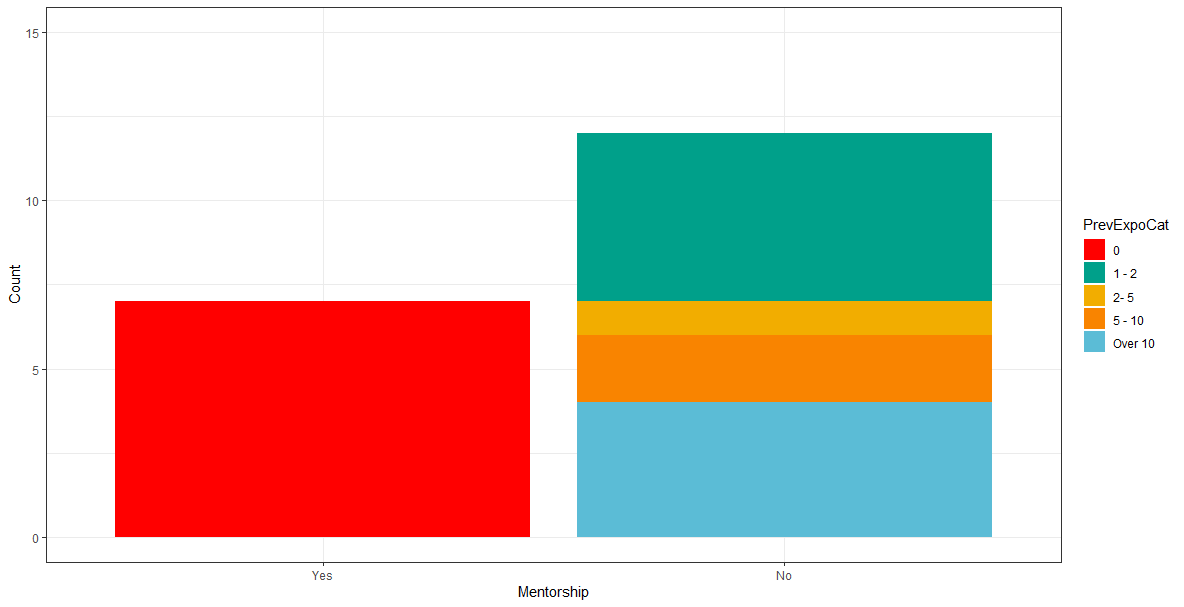 15
10
5
0
Count
Yes
No
Mentorship
PrevExpoCat
0
1 - 2
2- 5
5 - 10
Over 10